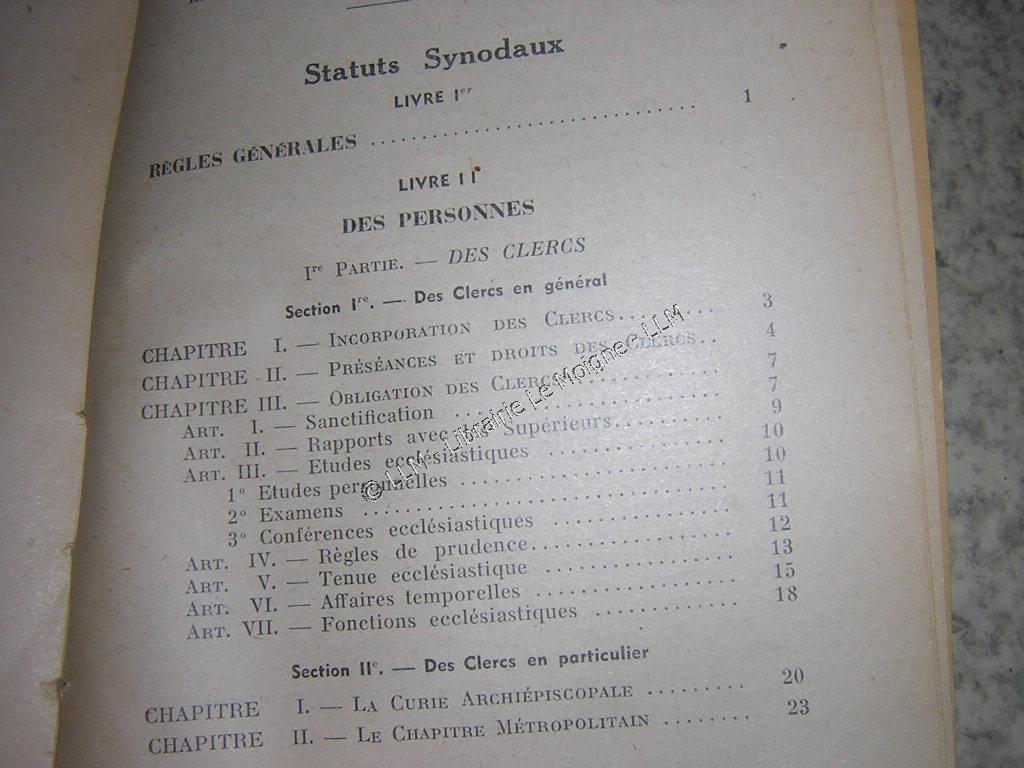 Statuts Synodaux
LIVRE Ier
RÈGLES GÉNÉRALES .......... 1
LIVRE II
DES PERSONNES
Ire PARTIE. — DES CLERCS
Section Ire. — Des Clercs en général
CHAPITRE I. — INCORPORATION DES CLERCS.......... 3
CHAPITRE II. — PRÉSÉANCES ET DROITS DES CLERCS.. 4
CHAPITRE III. — OBLIGATION DES CLERCS.......... 7
ART. I. — Sanctification .......... 7
ART. II. — Rapports avec les Supérieurs.......... 9
ART. III. — Etudes ecclésiastiques .......... 10
1° Etudes personnelles .......... 10
2° Examens .......... 11
3° Conférences ecclésiastiques .......... 11
ART. IV. — Règles de prudence.......... 12
ART. V. — Tenue ecclésiastique .......... 13
ART. VI. — Affaires temporelles .......... 15
ART. VII. — Fonctions ecclésiastiques .......... 18
Section IIe. — Des Clercs en particulier
CHAPITRE I. — LA CURIE ARCHIÉPISCOPALE ......... 20
CHAPITRE II. — LE CHAPITRE MÉTROPOLITAIN ........ 23
© LLM - Librairie Le Moignec LLM